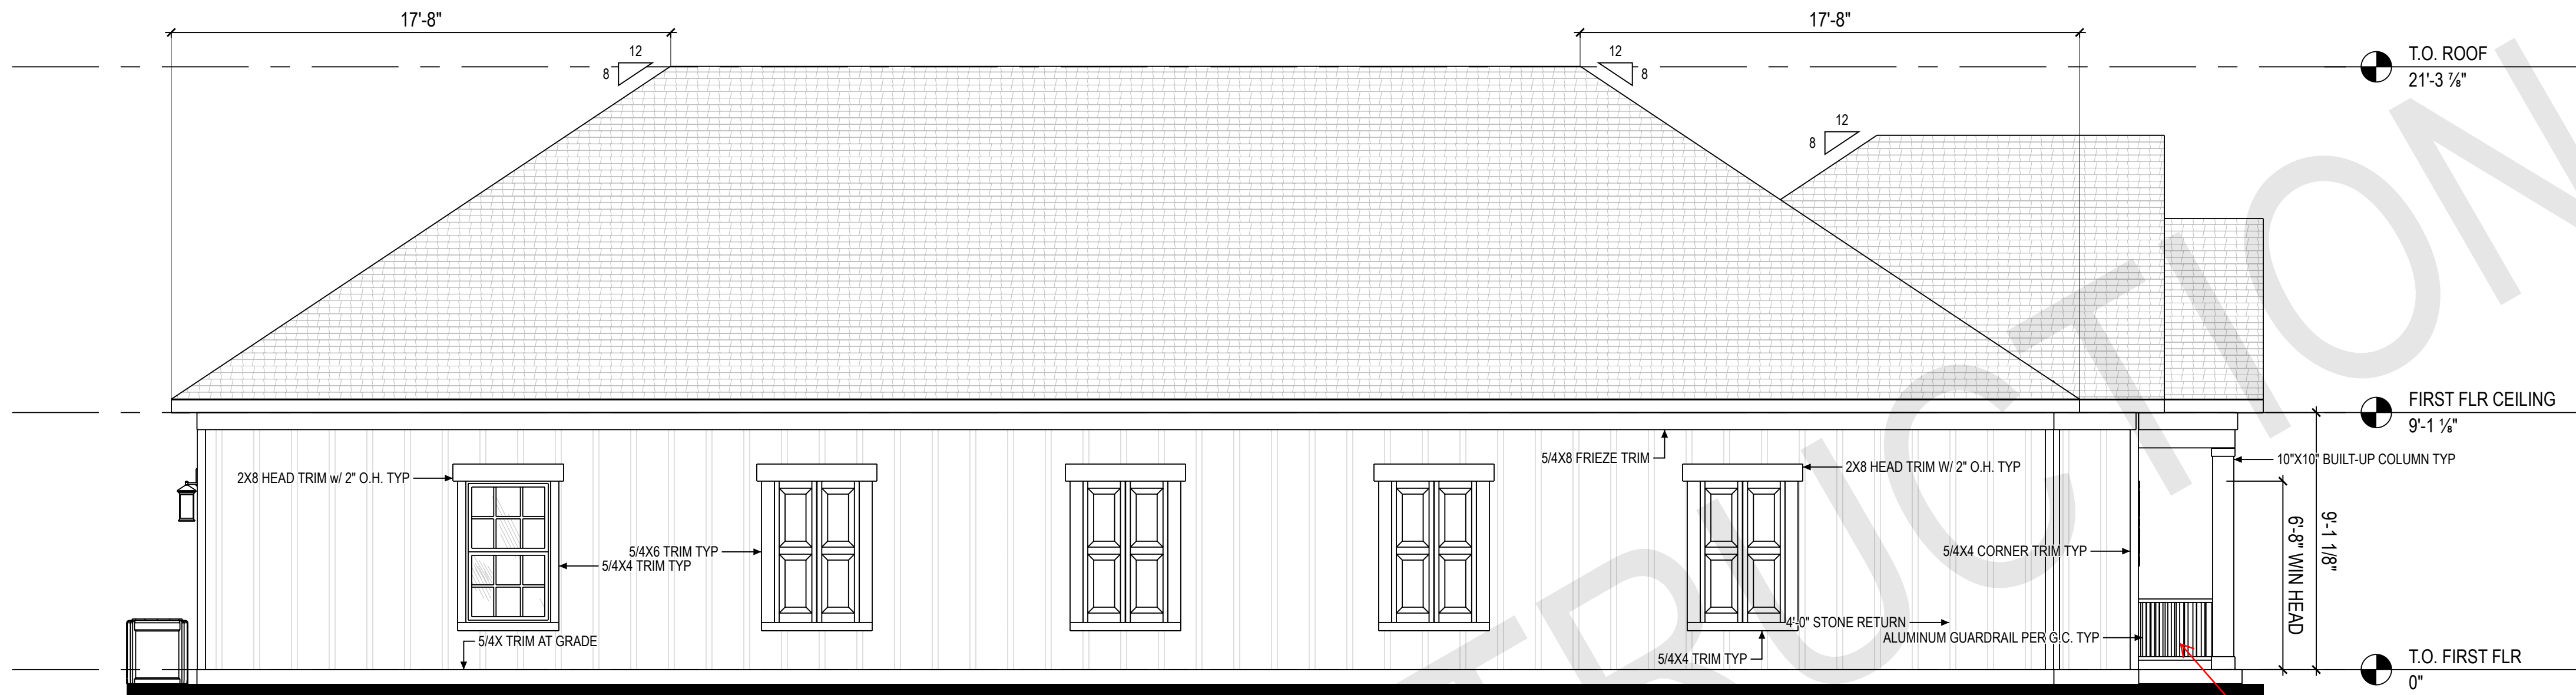 17'-8"
17'-8"
12
8
12
8
12
8
T.O. ROOF
21'-3 ⅞"
FIRST FLR CEILING
9'-1 ⅛"
5/4X8 FRIEZE TRIM
10"X10" BUILT-UP COLUMN TYP
2X8 HEAD TRIM w/ 2" O.H. TYP
2X8 HEAD TRIM W/ 2" O.H. TYP
6'-8" WIN HEAD
9'-1 1/8"
5/4X6 TRIM TYP
5/4X4 TRIM TYP
5/4X4 CORNER TRIM TYP
4'-0" STONE RETURN
ALUMINUM GUARDRAIL PER G.C. TYP
5/4X TRIM AT GRADE
5/4X4 TRIM TYP
T.O. FIRST FLR
0"
TRUCTION